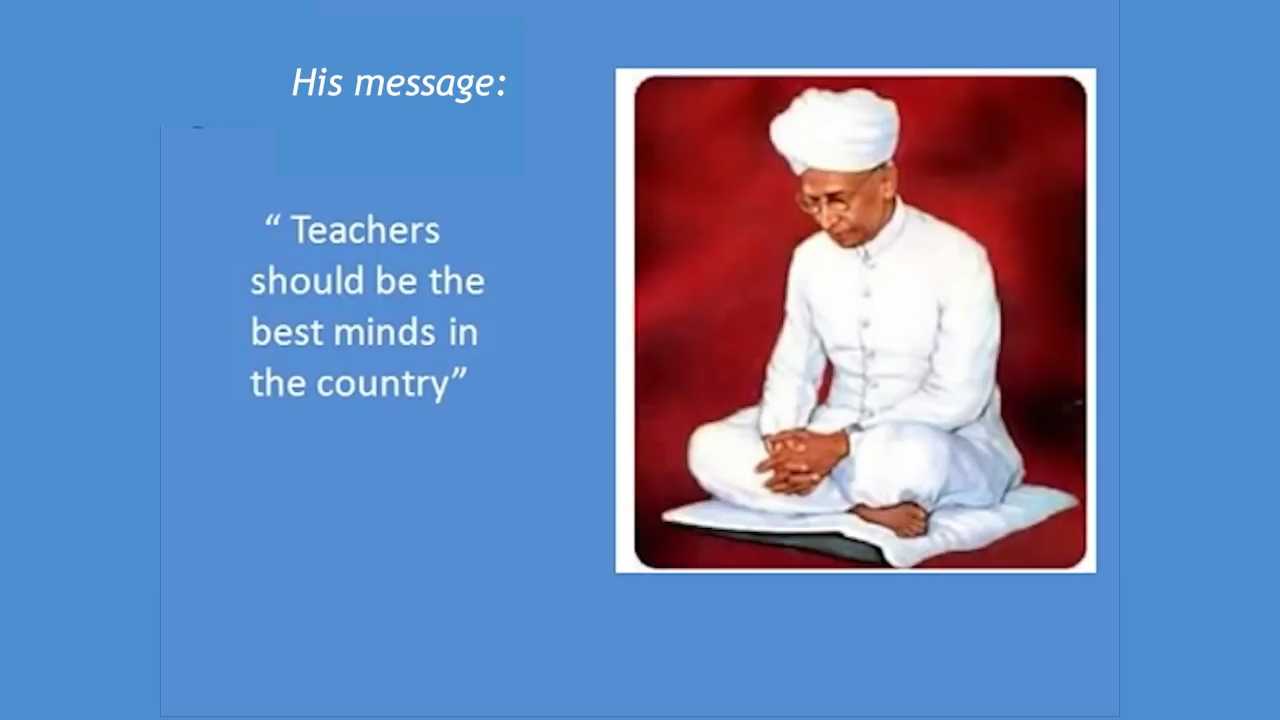 His message:
“ Teachers
should be the
best minds in
the country”